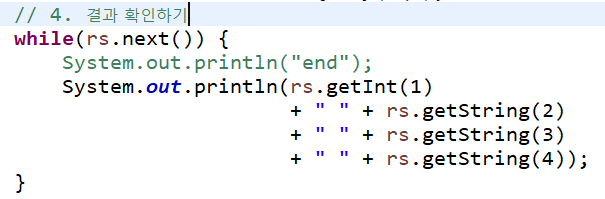 // 4. 결과 확인하기
while(rs.next()) {
    System.out.println("end");
    System.out.println(rs.getInt(1)
                       + " " + rs.getString(2)
                       + " " + rs.getString(3)
                       + " " + rs.getString(4));
}